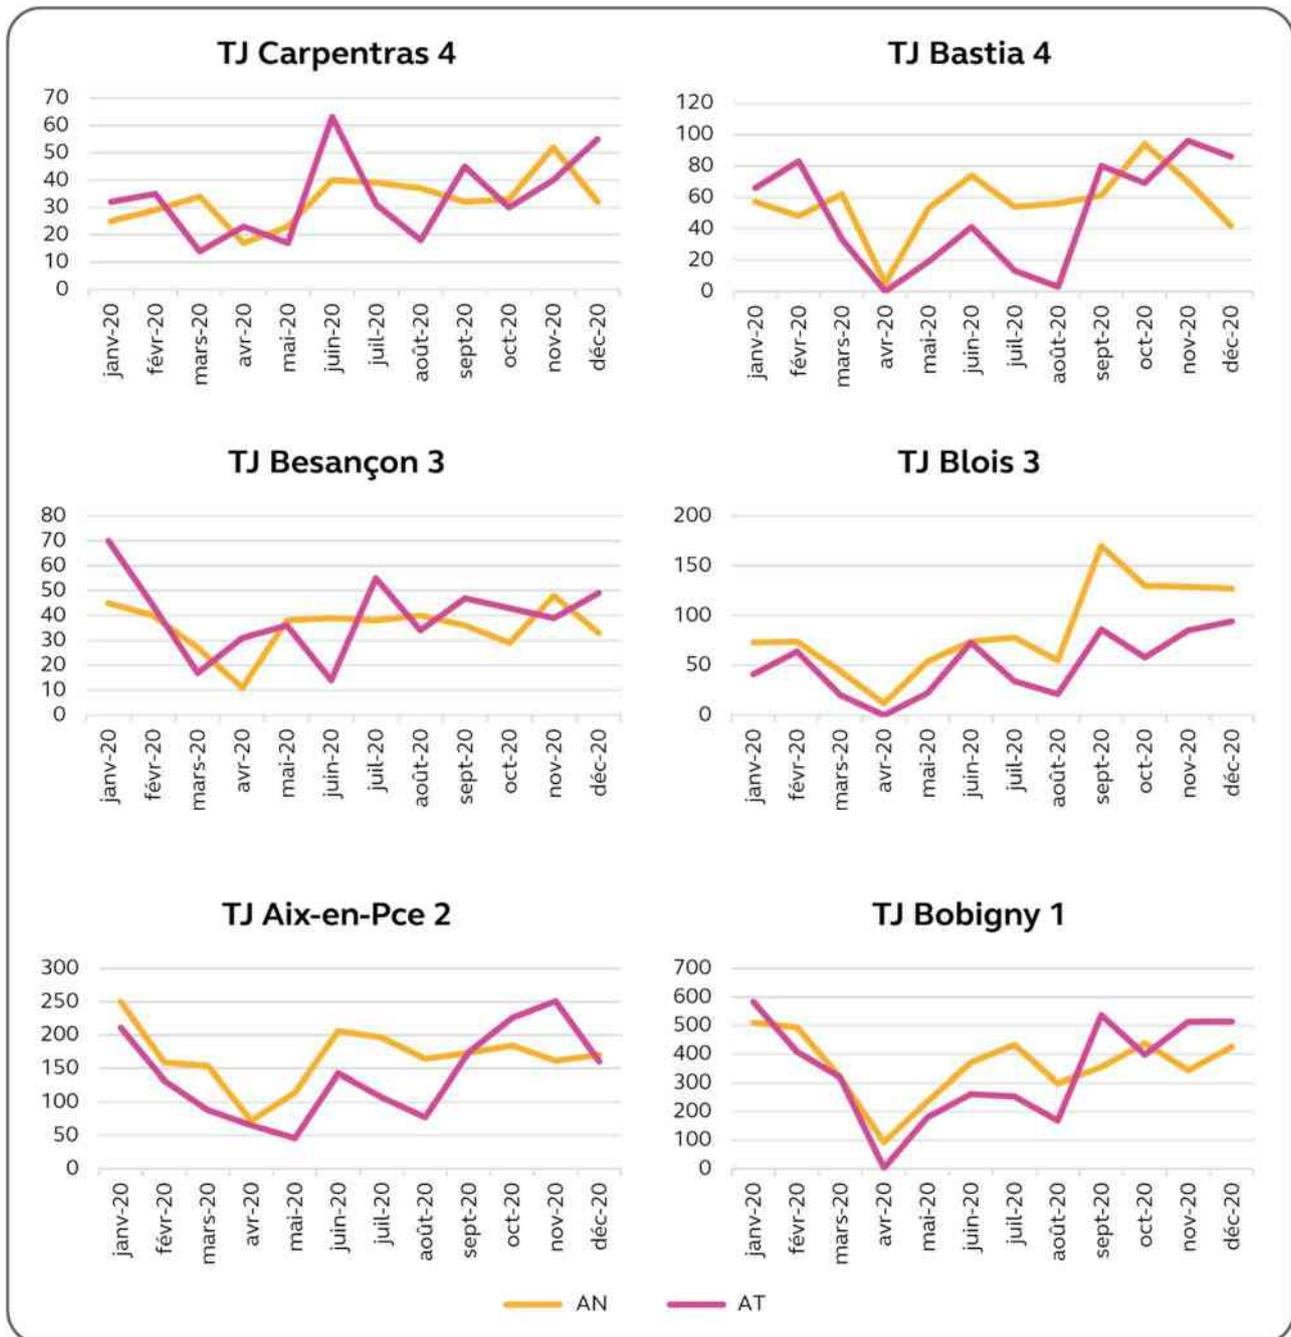 TJ Carpentras 4
70
60
50
40
30
20
10
0
janv-20
févr-20
mars-20
avr-20
mai-20
juin-20
juil-20
août-20
sept-20
oct-20
nov-20
déc-20
TJ Bastia 4
120
100
80
60
40
20
0
janv-20
févr-20
mars-20
avr-20
mai-20
juin-20
juil-20
août-20
sept-20
oct-20
nov-20
déc-20
TJ Besançon 3
80
70
60
50
40
30
20
10
0
janv-20
févr-20
mars-20
avr-20
mai-20
juin-20
juil-20
août-20
sept-20
oct-20
nov-20
déc-20
TJ Blois 3
200
150
100
50
0
janv-20
févr-20
mars-20
avr-20
mai-20
juin-20
juil-20
août-20
sept-20
oct-20
nov-20
déc-20
TJ Aix-en-Pce 2
300
250
200
150
100
50
0
janv-20
févr-20
mars-20
avr-20
mai-20
juin-20
juil-20
août-20
sept-20
oct-20
nov-20
déc-20
TJ Bobigny 1
700
600
500
400
300
200
100
0
janv-20
févr-20
mars-20
avr-20
mai-20
juin-20
juil-20
août-20
sept-20
oct-20
nov-20
déc-20
AN AT